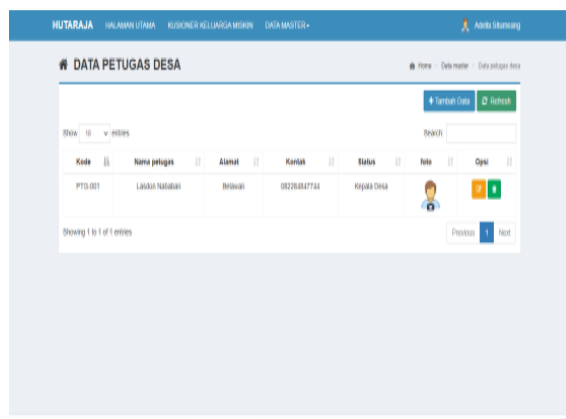 HUTARAJA HALAMAN UTAMA KUSIONER KELUARGA MISKIN DATA MASTER Adelia Situmeang
DATA PETUGAS DESA Home Data master Data petugas desa
Tambah Data Refresh
Show 10 entries Search:
Kode Nama petugas Alamat Kontak Status foto Opsi
PTG-001 Lasdon Nababan Belawan 082284847744 Kepala Desa
Showing 1 to 1 of 1 entries Previous 1 Next